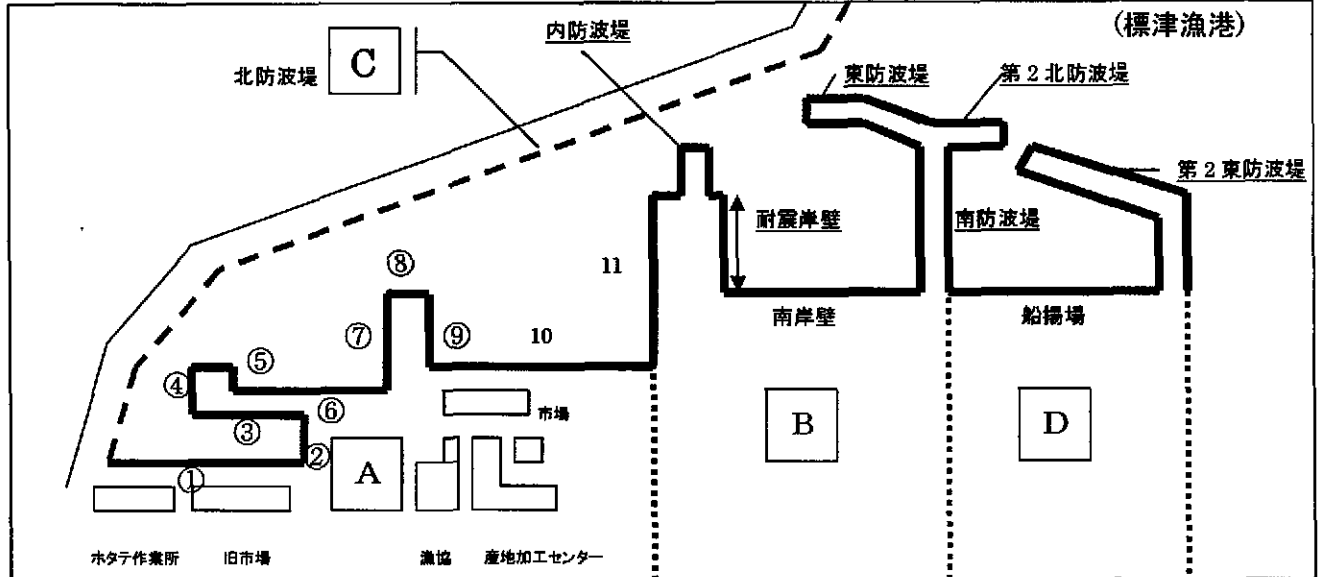 (標津漁港)
内防波堤
C
北防波堤
東防波堤
第2北防波堤
第2東防波堤
耐震岸壁
南防波堤
⑧
11
南岸壁
船揚場
⑦
⑨
10
⑤
④
⑥
市場
③
②
①
A
B
D
ホタテ作業所
旧市場
漁協
産地加工センター